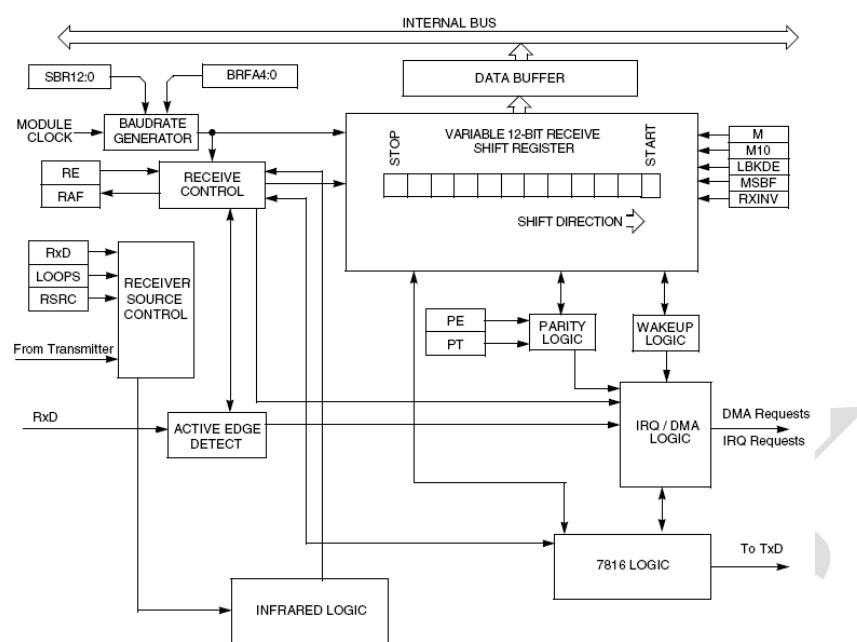 INTERNAL BUS
SBR12:0
BRFA4:0
DATA BUFFER
MODULE
CLOCK
BAUDRATE
GENERATOR
STOP
VARIABLE 12-BIT RECEIVE
SHIFT REGISTER
START
M
M10
LBKDE
MSBF
RXINV
RE
RAF
RECEIVE
CONTROL
SHIFT DIRECTION
RxD
LOOPS
RSRC
RECEIVER
SOURCE
CONTROL
From Transmitter
PE
PT
PARITY
LOGIC
WAKEUP
LOGIC
RxD
ACTIVE EDGE
DETECT
IRQ / DMA
LOGIC
DMA Requests
IRQ Requests
7816 LOGIC
To TxD
INFRARED LOGIC